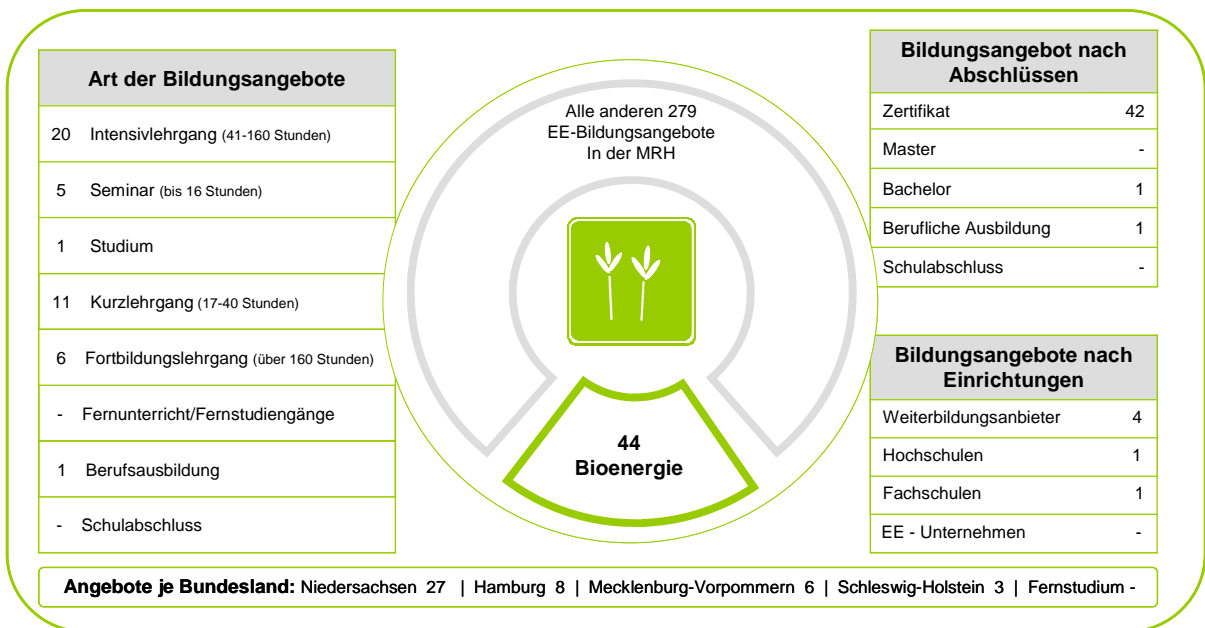 Art der Bildungsangebote
20 Intensivlehrgang (41-160 Stunden)
5 Seminar (bis 16 Stunden)
1 Studium
11 Kurzlehrgang (17-40 Stunden)
6 Fortbildungslehrgang (über 160 Stunden)
- Fernunterricht/Fernstudiengänge
1 Berufsausbildung
- Schulabschluss
Alle anderen 279
EE-Bildungsangebote
In der MRH
44
Bioenergie
Bildungsangebot nach
Abschlüssen
Zertifikat 42
Master -
Bachelor 1
Berufliche Ausbildung 1
Schulabschluss -
Bildungsangebote nach
Einrichtungen
Weiterbildungsanbieter 4
Hochschulen 1
Fachschulen 1
EE - Unternehmen -
Angebote je Bundesland: Niedersachsen 27 | Hamburg 8 | Mecklenburg-Vorpommern 6 | Schleswig-Holstein 3 | Fernstudium -